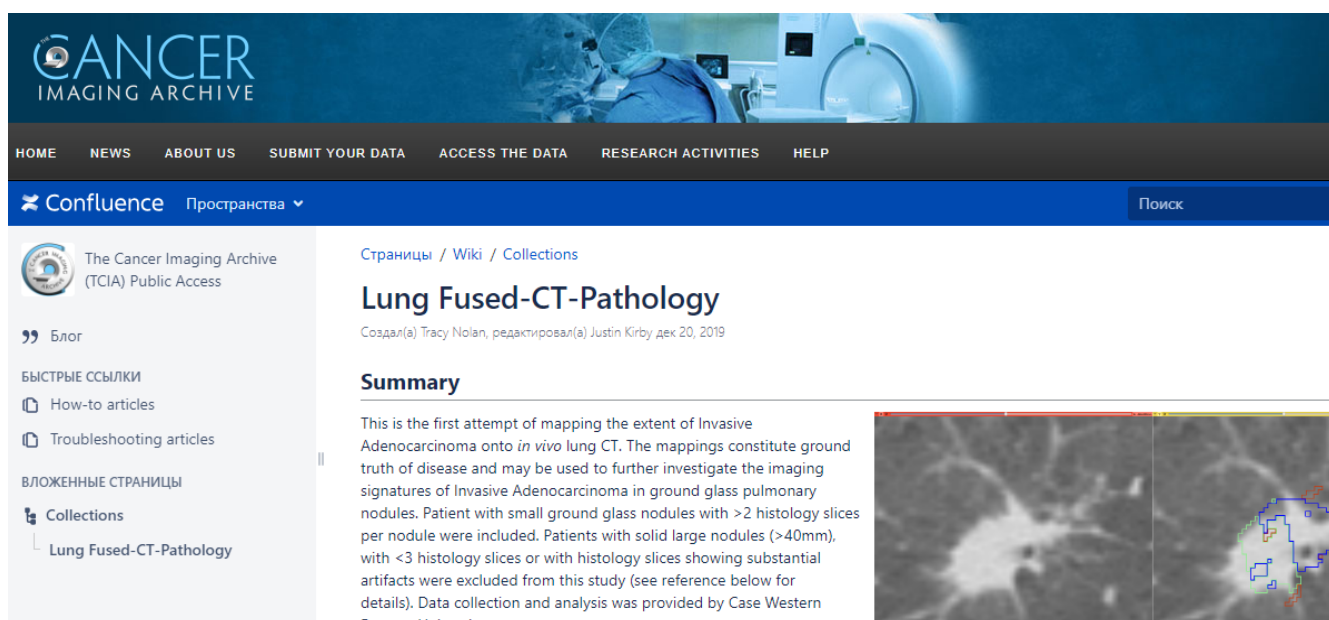 THE
CANCER
IMAGING ARCHIVE
HOME NEWS ABOUT US SUBMIT YOUR DATA ACCESS THE DATA RESEARCH ACTIVITIES HELP
Confluence Пространства Поиск
The Cancer Imaging Archive
(TCIA) Public Access
Блог
БЫСТРЫЕ ССЫЛКИ
How-to articles
Troubleshooting articles
ВЛОЖЕННЫЕ СТРАНИЦЫ
Collections
Lung Fused-CT-Pathology
Страницы / Wiki / Collections
Lung Fused-CT-Pathology
Создал(а) Tracy Nolan, редактировал(а) Justin Kirby дек 20, 2019
Summary
This is the first attempt of mapping the extent of Invasive
Adenocarcinoma onto in vivo lung CT. The mappings constitute ground
truth of disease and may be used to further investigate the imaging
signatures of Invasive Adenocarcinoma in ground glass pulmonary
nodules. Patient with small ground glass nodules with >2 histology slices
per nodule were included. Patients with solid large nodules (>40mm),
with <3 histology slices or with histology slices showing substantial
artifacts were excluded from this study (see reference below for
details). Data collection and analysis was provided by Case Western